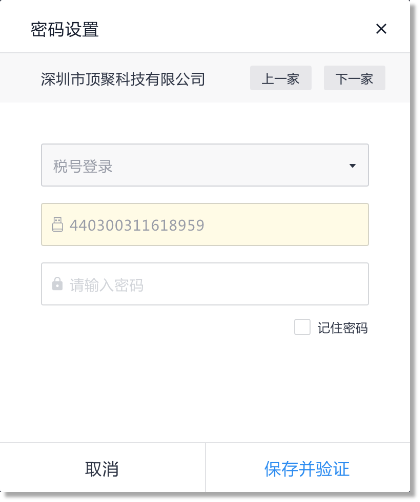 密码设置
深圳市顶聚科技有限公司 上一家 下一家
税号登录
440300311618959
请输入密码
记住密码
取消 保存并验证